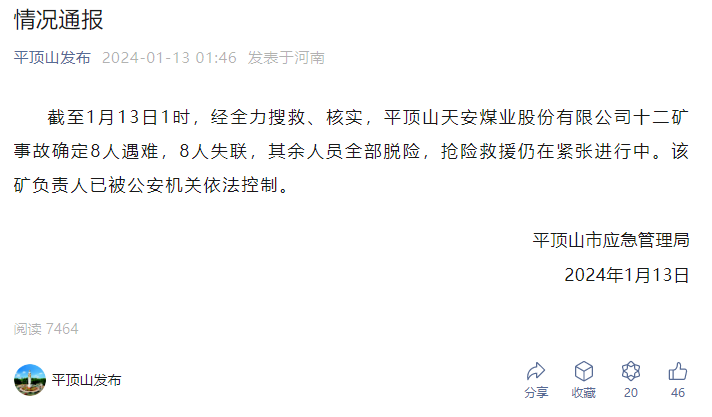 情况通报
平顶山发布 2024-01-13 01:46 发表于河南
截至1月13日1时，经全力搜救、核实，平顶山天安煤业股份有限公司十二矿
事故确定8人遇难，8人失联，其余人员全部脱险，抢险救援仍在紧张进行中。该
矿负责人已被公安机关依法控制。
平顶山市应急管理局
2024年1月13日
阅读 7464
平顶山发布
分享 收藏 20 46